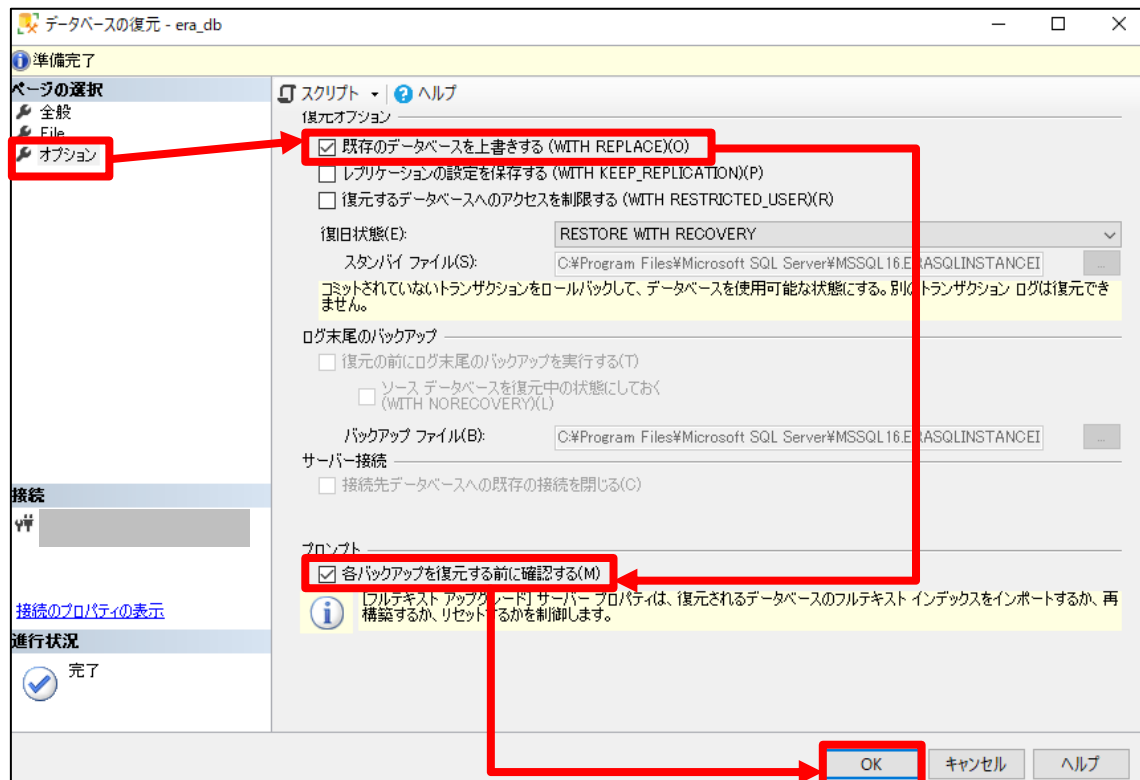 データベースの復元 - era_db
準備完了
ページの選択
全般
File
オプション
スクリプト
ヘルプ
復元オプション
既存のデータベースを上書きする (WITH REPLACE)(O)
レプリケーションの設定を保存する (WITH KEEP_REPLICATION)(P)
復元するデータベースへのアクセスを制限する (WITH RESTRICTED_USER)(R)
復旧状態(E):
RESTORE WITH RECOVERY
スタンバイ ファイル(S):
C:¥Program Files¥Microsoft SQL Server¥MSSQL16.ERASQLINSTANCE¥
...
コミットされていないトランザクションをロールバックして、データベースを使用可能な状態にする。別のトランザクション ログは復元でき
ません。
ログ末尾のバックアップ
復元の前にログ末尾のバックアップを実行する(T)
ソース データベースを復元中の状態にしておく
(WITH NORECOVERY)(L)
バックアップ ファイル(B):
C:¥Program Files¥Microsoft SQL Server¥MSSQL16.ERASQLINSTANCE¥
...
サーバー接続
接続先データベースへの既存の接続を閉じる(C)
接続
接続のプロパティの表示
プロンプト
各バックアップを復元する前に確認する(M)
[フルテキスト アップグレード] サーバー プロパティは、復元されるデータベースのフルテキスト インデックスをインポートするか、再
構築するか、リセットするかを制御します。
進行状況
完了
OK
キャンセル
ヘルプ